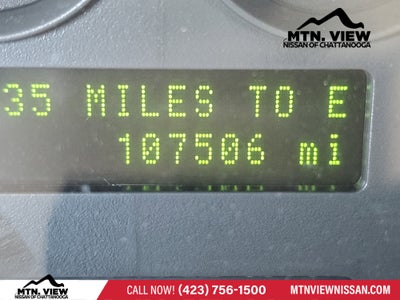 MTN. VIEW
NISSAN OF CHATTANOOGA
35 MILES TO E
107506 mi
MTN. VIEW
NISSAN OF CHATTANOOGA
CALL NOW! (423) 756-1500
MTNVIEWNISSAN.COM